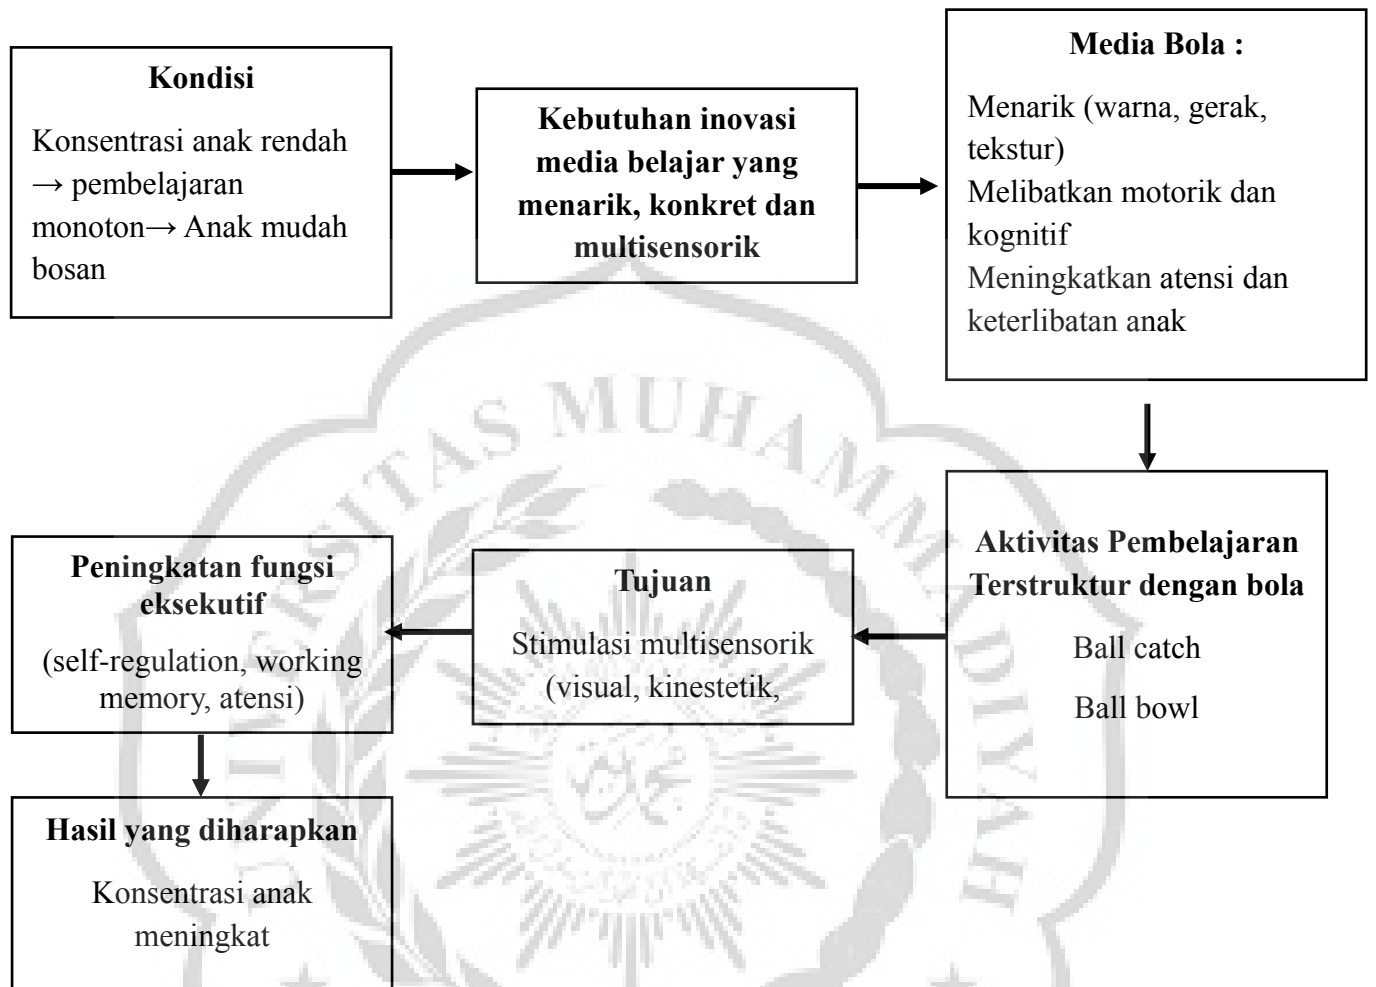 Kondisi
Konsentrasi anak rendah
→ pembelajaran
monoton→ Anak mudah
bosan
Kebutuhan inovasi
media belajar yang
menarik, konkret dan
multisensorik
Media Bola :
Menarik (warna, gerak,
tekstur)
Melibatkan motorik dan
kognitif
Meningkatkan atensi dan
keterlibatan anak
Aktivitas Pembelajaran
Terstruktur dengan bola
Ball catch
Ball bowl
Tujuan
Stimulasi multisensorik
(visual, kinestetik,
Peningkatan fungsi
eksekutif
(self-regulation, working
memory, atensi)
Hasil yang diharapkan
Konsentrasi anak
meningkat
UNIVERSITAS MUHAMMADIYAH